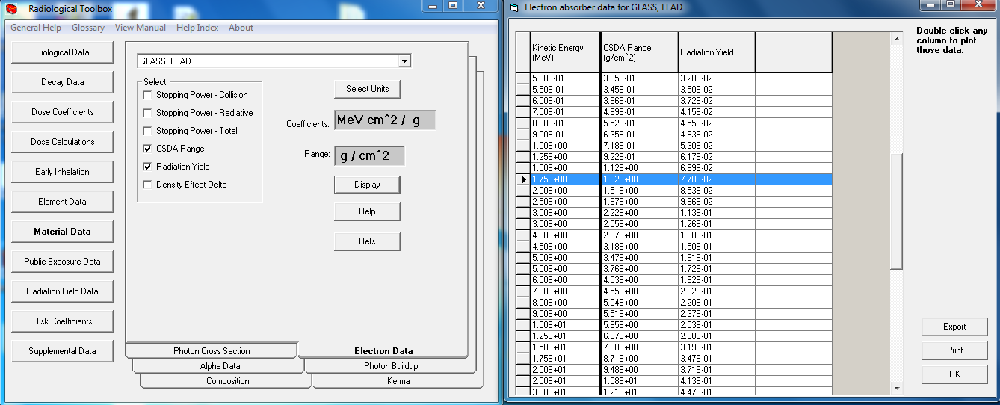 Radiological Toolbox
General Help Glossary View Manual Help Index About
Biological Data
Decay Data
Dose Coefficients
Dose Calculations
Early Inhalation
Element Data
Material Data
Public Exposure Data
Radiation Field Data
Risk Coefficients
Supplemental Data
GLASS, LEAD
Select:
Stopping Power - Collision
Stopping Power - Radiative
Stopping Power - Total
CSDA Range
Radiation Yield
Density Effect Delta
Select Units
Coefficients: MeV cm^2 / g
Range: g / cm^2
Display
Help
Refs
Photon Cross Section Electron Data
Alpha Data Photon Buildup
Composition Kerma
Electron absorber data for GLASS, LEAD
Kinetic Energy CSDA Range Radiation Yield
(MeV) (g/cm^2)
5.00E-01 3.05E-01 3.28E-02
5.50E-01 3.45E-01 3.50E-02
6.00E-01 3.86E-01 3.72E-02
7.00E-01 4.69E-01 4.15E-02
8.00E-01 5.52E-01 4.55E-02
9.00E-01 6.35E-01 4.93E-02
1.00E+00 7.18E-01 5.30E-02
1.25E+00 9.22E-01 6.17E-02
1.50E+00 1.12E+00 6.99E-02
1.75E+00 1.32E+00 7.78E-02
2.00E+00 1.51E+00 8.53E-02
2.50E+00 1.87E+00 9.96E-02
3.00E+00 2.22E+00 1.13E-01
3.50E+00 2.55E+00 1.26E-01
4.00E+00 2.87E+00 1.38E-01
4.50E+00 3.18E+00 1.50E-01
5.00E+00 3.47E+00 1.61E-01
5.50E+00 3.76E+00 1.72E-01
6.00E+00 4.03E+00 1.82E-01
7.00E+00 4.55E+00 2.02E-01
8.00E+00 5.04E+00 2.20E-01
9.00E+00 5.51E+00 2.37E-01
1.00E+01 5.95E+00 2.53E-01
1.25E+01 6.97E+00 2.88E-01
1.50E+01 7.88E+00 3.19E-01
1.75E+01 8.71E+00 3.47E-01
2.00E+01 9.48E+00 3.71E-01
2.50E+01 1.08E+01 4.13E-01
3.00E+01 1.21E+01 4.47E-01
Double-click any
column to plot
those data.
Export
Print
OK